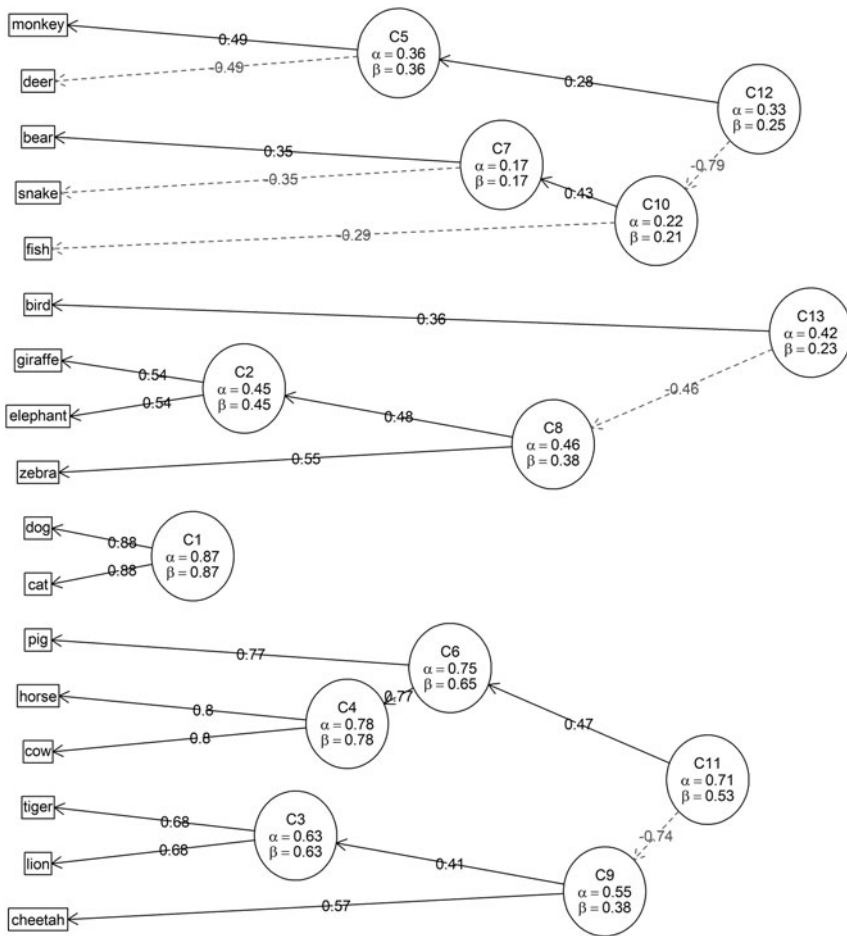 monkey
0.49
C5
α = 0.36
β = 0.36
deer
-0.49
0.28
C12
α = 0.33
β = 0.25
bear
0.35
C7
α = 0.17
β = 0.17
-0.79
snake
-0.35
0.43
C10
α = 0.22
β = 0.21
fish
-0.29
bird
0.36
C13
α = 0.42
β = 0.23
giraffe
0.54
C2
α = 0.45
β = 0.45
-0.46
elephant
0.54
0.48
C8
α = 0.46
β = 0.38
zebra
0.55
dog
0.88
C1
α = 0.87
β = 0.87
cat
0.88
pig
0.77
C6
α = 0.75
β = 0.65
horse
0.8
0.77
C4
α = 0.78
β = 0.78
cow
0.8
0.47
C11
α = 0.71
β = 0.53
tiger
0.68
C3
α = 0.63
β = 0.63
-0.74
lion
0.68
0.41
C9
α = 0.55
β = 0.38
cheetah
0.57